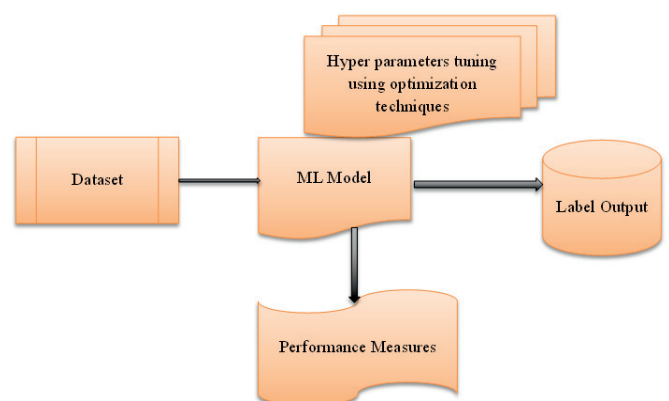 Hyper parameters tuning
using optimization
techniques
Dataset
ML Model
Label Output
Performance Measures